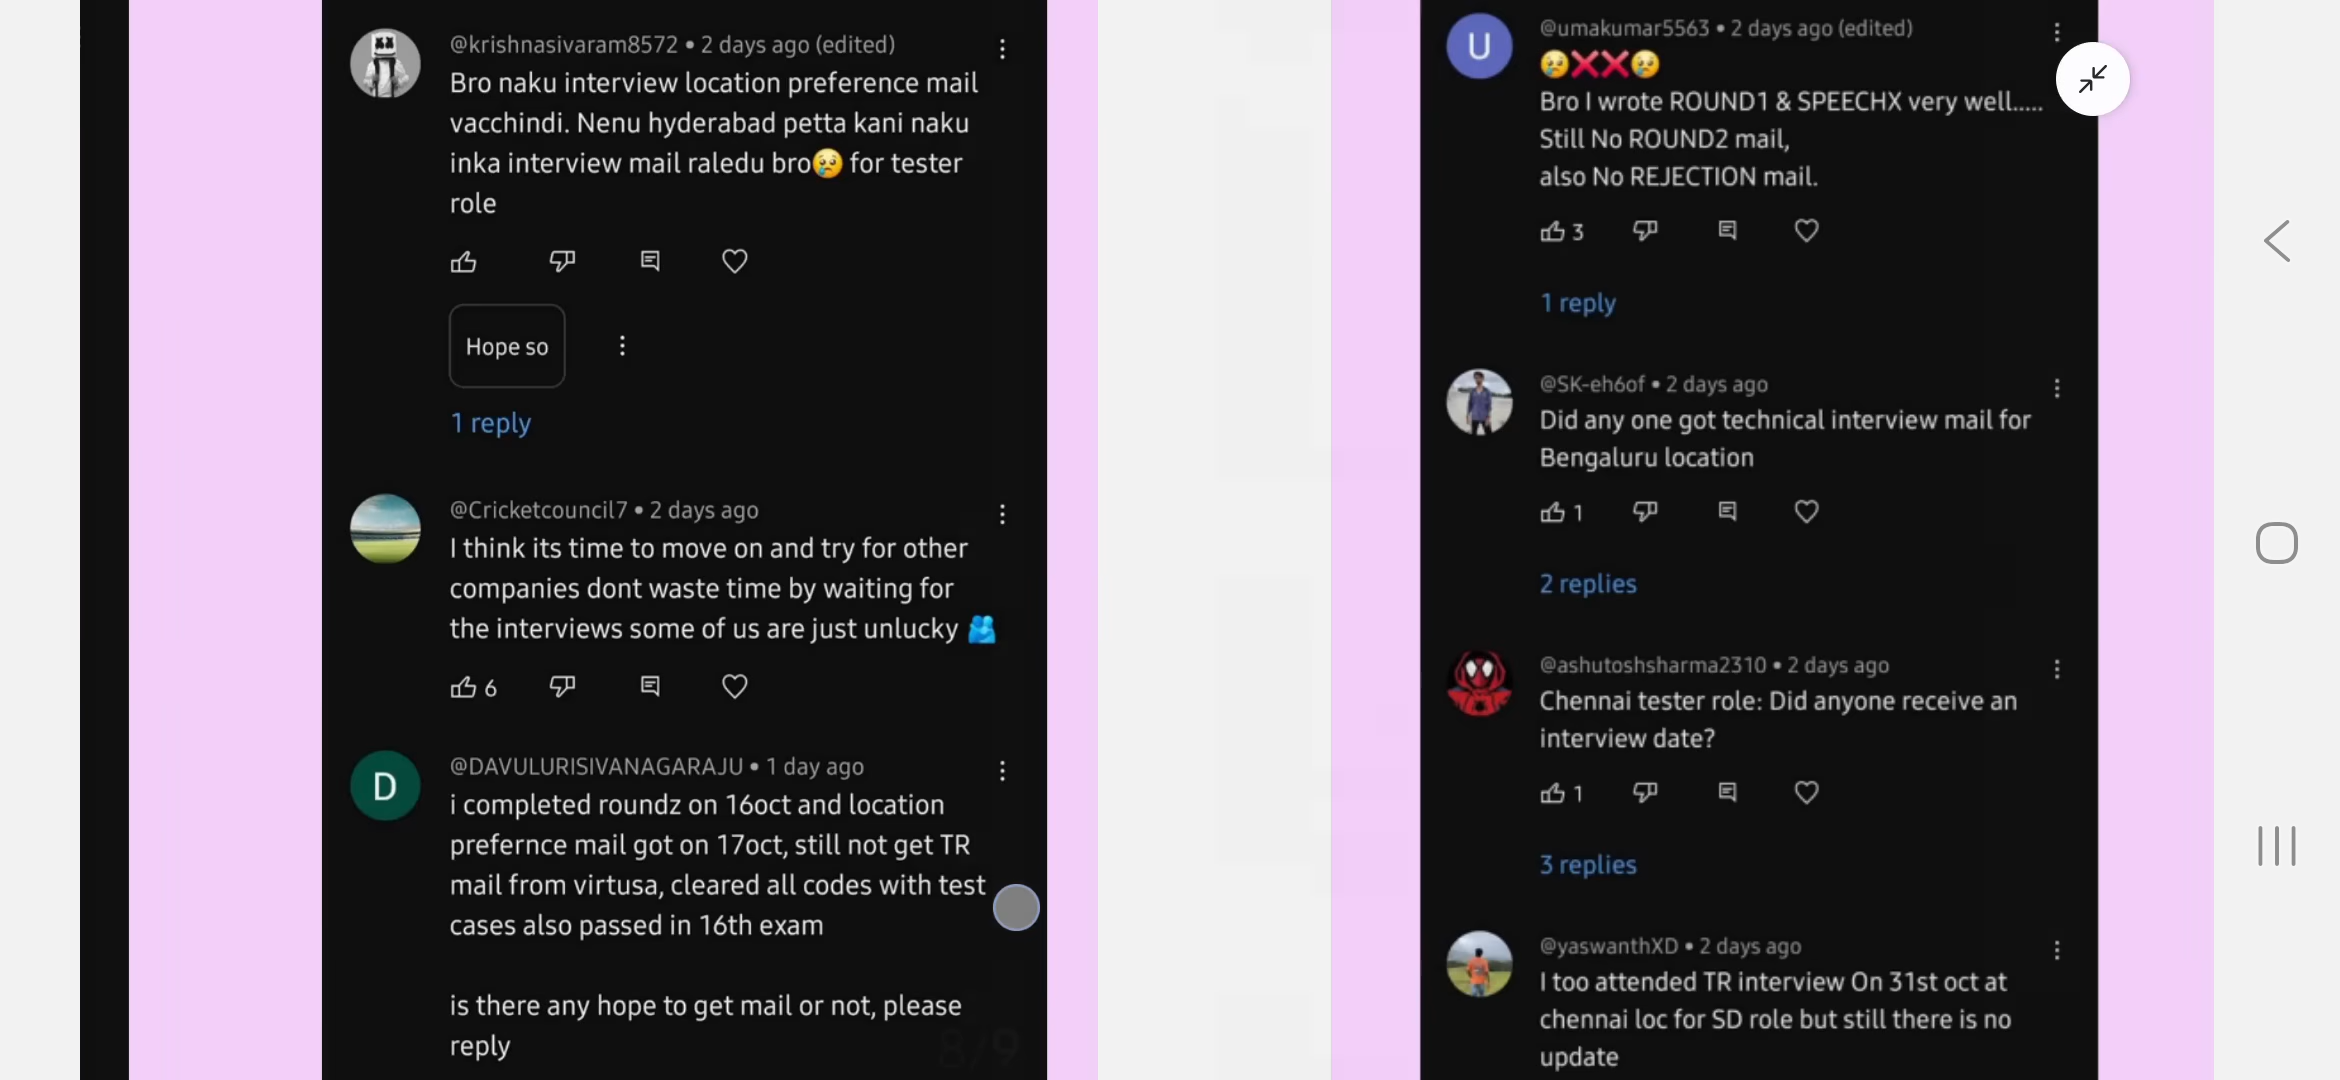 @krishnasivaram8572 • 2 days ago (edited)
Bro naku interview location preference mail
vacchindi. Nenu hyderabad petta kani naku
inka interview mail raledu bro😢 for tester
role
Hope so
1 reply
@Cricketcouncil7 • 2 days ago
I think its time to move on and try for other
companies dont waste time by waiting for
the interviews some of us are just unlucky 🫂
6
D
@DAVULURISIVANAGARAJU • 1 day ago
i completed roundz on 16oct and location
prefernce mail got on 17oct, still not get TR
mail from virtusa, cleared all codes with test
cases also passed in 16th exam
is there any hope to get mail or not, please
reply
8/9
U
@umakumar5563 • 2 days ago (edited)
😢❌❌😢
Bro I wrote ROUND1 & SPEECHX very well.....
Still No ROUND2 mail,
also No REJECTION mail.
3
1 reply
@SK-eh6of • 2 days ago
Did any one got technical interview mail for
Bengaluru location
1
2 replies
@ashutoshsharma2310 • 2 days ago
Chennai tester role: Did anyone receive an
interview date?
1
3 replies
@yaswanthXD • 2 days ago
I too attended TR interview On 31st oct at
chennai loc for SD role but still there is no
update